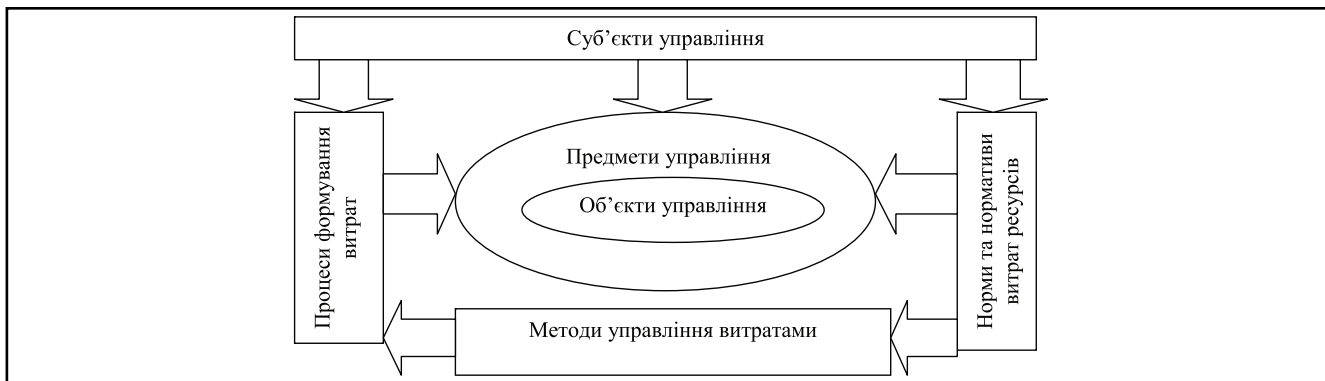 Суб’єкти управління
Процеси формування
витрат
Предмети управління
Об’єкти управління
Норми та нормативи
витрат ресурсів
Методи управління витратами